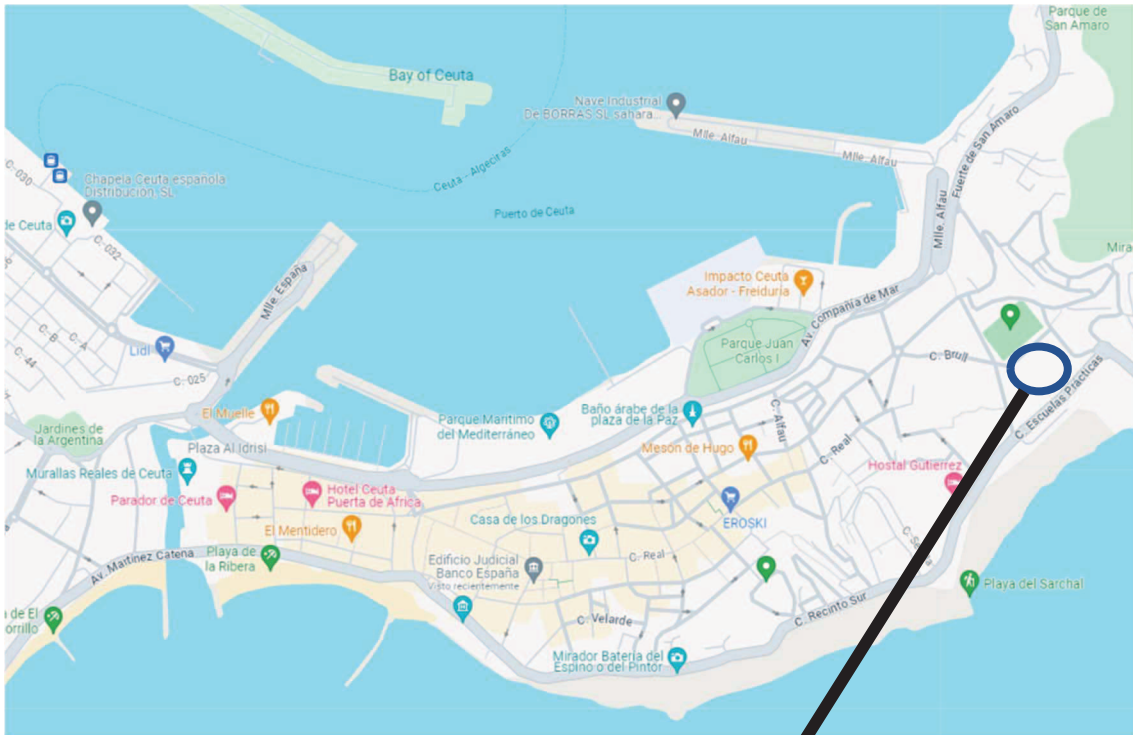 Parque de
San Amaro
Bay of Ceuta
Nave Industrial
De BORRAS SL sahara...
Mlle. Alfau
Mlle. Alfau
Fuerte de San Amaro
C.-030
Chapela Ceuta española
Distribución, SL
Ceuta - Algeciras
Puerto de Ceuta
de Ceuta
C.-032
Mlle. Alfau
Mira
Mlle. España
Impacto Ceuta
Asador - Freiduría
C.-B
C.-A
Av. Compañía de Mar
Parque Juan
Carlos I
Lidl
C.-44
C.-025
C. Brull
C. Escuelas Prácticas
El Muelle
Jardines de
la Argentina
Parque Marítimo
del Mediterráneo
Baño árabe de la
plaza de la Paz
C. Alfau
Plaza Al Idrisi
Mesón de Hugo
C. Real
Murallas Reales de Ceuta
Hostal Gutierrez
Parador de Ceuta
Hotel Ceuta
Puerta de África
EROSKI
El Mentidero
Casa de los Dragones
Av. Martínez Catena
Playa de
la Ribera
Edificio Judicial
Banco España
Visto recientemente
C. Real
Playa del Sarchal
a de El
orrillo
C. Velarde
C. Recinto Sur
Mirador Batería del
Espino o del Pintor